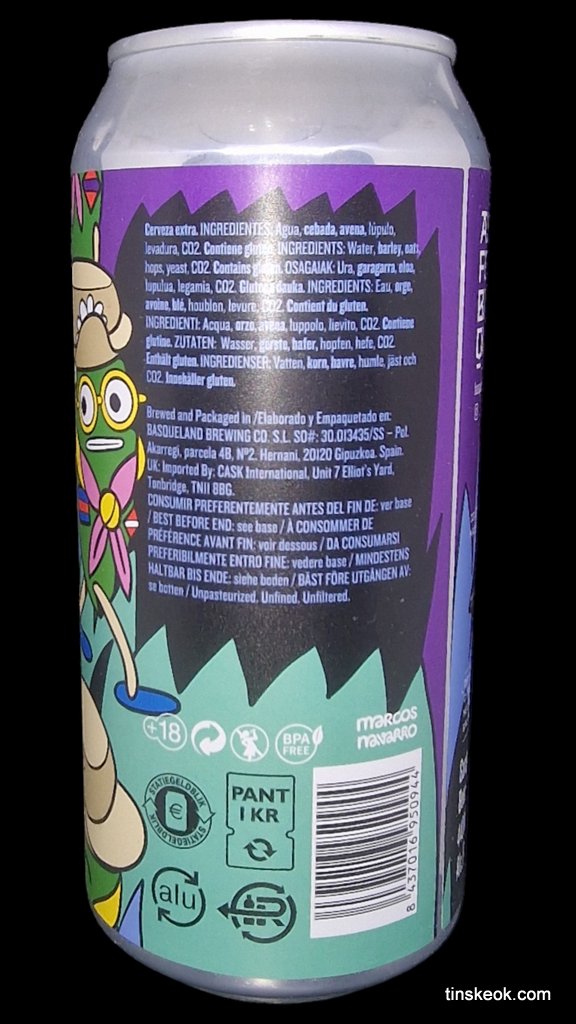 Cerveza extra. INGREDIENTES: Agua, cebada, avena, lúpulo,
levadura, CO2. Contiene gluten. INGREDIENTS: Water, barley, oats,
hops, yeast, CO2. Contains gluten. OSAGAIAK: Ura, garagarra, oloa,
lupulua, legamia, CO2. Glutena dauka. INGREDIENTS: Eau, orge,
avoine, blé, houblon, levure, CO2. Contient du gluten.
INGREDIENTI: Acqua, orzo, avena, luppolo, lievito, CO2. Contiene
glutine. ZUTATEN: Wasser, gerste, hafer, hopfen, hefe, CO2.
Enthält gluten. INGREDIENSER: Vatten, korn, havre, humle, jäst och
CO2. Innehåller gluten.
Brewed and Packaged in /Elaborado y Empaquetado en:
BASQUELAND BREWING CO. S.L. SO#: 30.013435/SS – Pol.
Akarregi, parcela 4B, Nº2. Hernani, 20120 Gipuzkoa. Spain.
UK: Imported By: CASK International, Unit 7 Elliot's Yard,
Tonbridge, TN11 8BG.
CONSUMIR PREFERENTEMENTE ANTES DEL FIN DE: ver base
/ BEST BEFORE END: see base / À CONSOMMER DE
PRÉFÉRENCE AVANT FIN: voir dessous / DA CONSUMARSI
PREFERIBILMENTE ENTRO FINE: vedere base / MINDESTENS
HALTBAR BIS ENDE: siehe boden / BÄST FÖRE UTGÅNGEN AV:
se botten / Unpasteurized. Unfined. Unfiltered.
+18
BPA
FREE
marcos
navarro
STATIEGELDBLIK
€
STATIEGELDBLIK
PANT
1 KR
alu
8 437016 950944
tinskeok.com